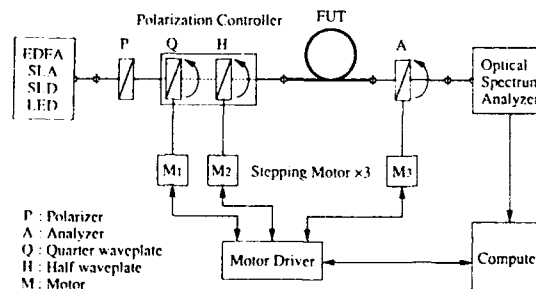 Polarization Controller
FUT
P
Q
H
A
EDFA
SLA
SLD
LED
Optical
Spectrum
Analyzer
M1
M2
Stepping Motor ×3
M3
P : Polarizer
A : Analyzer
Q : Quarter waveplate
H : Half waveplate
M : Motor
Motor Driver
Compute